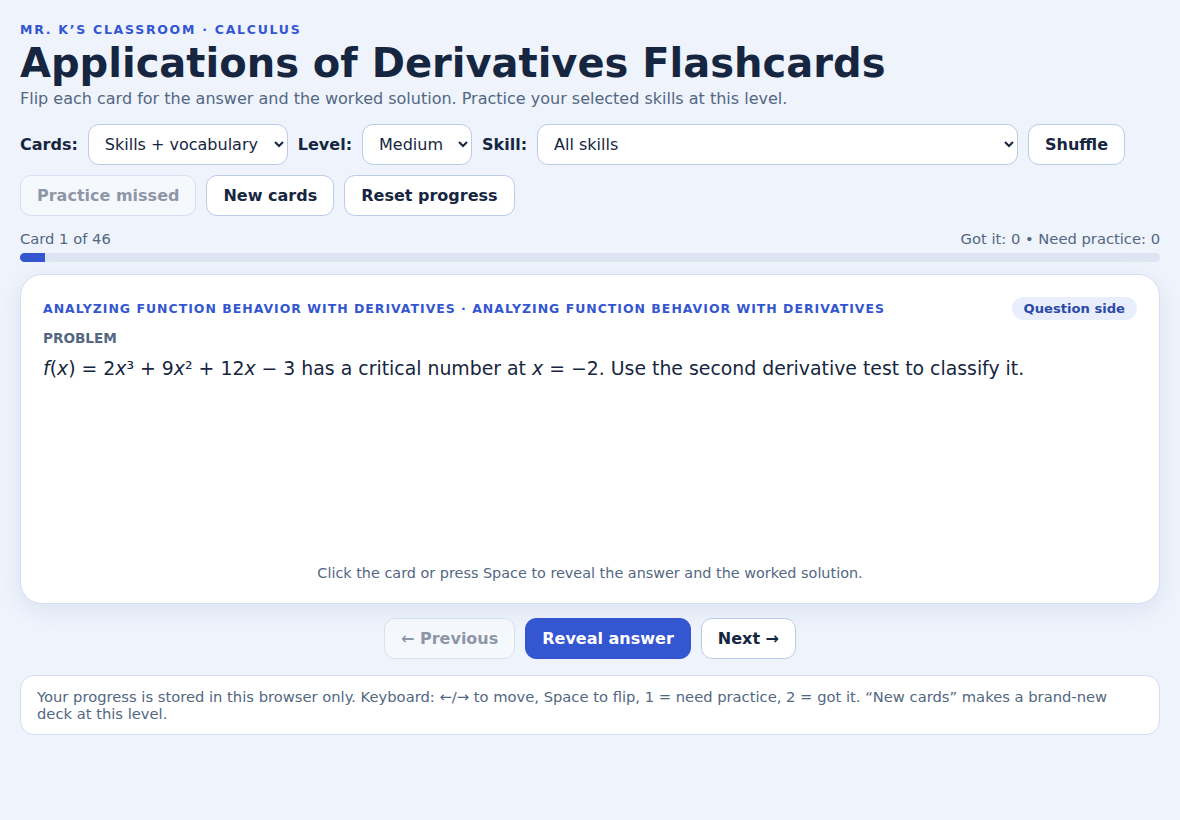 MR. K’S CLASSROOM · CALCULUS
Applications of Derivatives Flashcards
Flip each card for the answer and the worked solution. Practice your selected skills at this level.
Cards: Skills + vocabulary Level: Medium Skill: All skills Shuffle
Practice missed New cards Reset progress
Card 1 of 46 Got it: 0 • Need practice: 0
ANALYZING FUNCTION BEHAVIOR WITH DERIVATIVES · ANALYZING FUNCTION BEHAVIOR WITH DERIVATIVES Question side
PROBLEM
f(x) = 2x³ + 9x² + 12x − 3 has a critical number at x = −2. Use the second derivative test to classify it.
Click the card or press Space to reveal the answer and the worked solution.
← Previous Reveal answer Next →
Your progress is stored in this browser only. Keyboard: ←/→ to move, Space to flip, 1 = need practice, 2 = got it. “New cards” makes a brand-new
deck at this level.